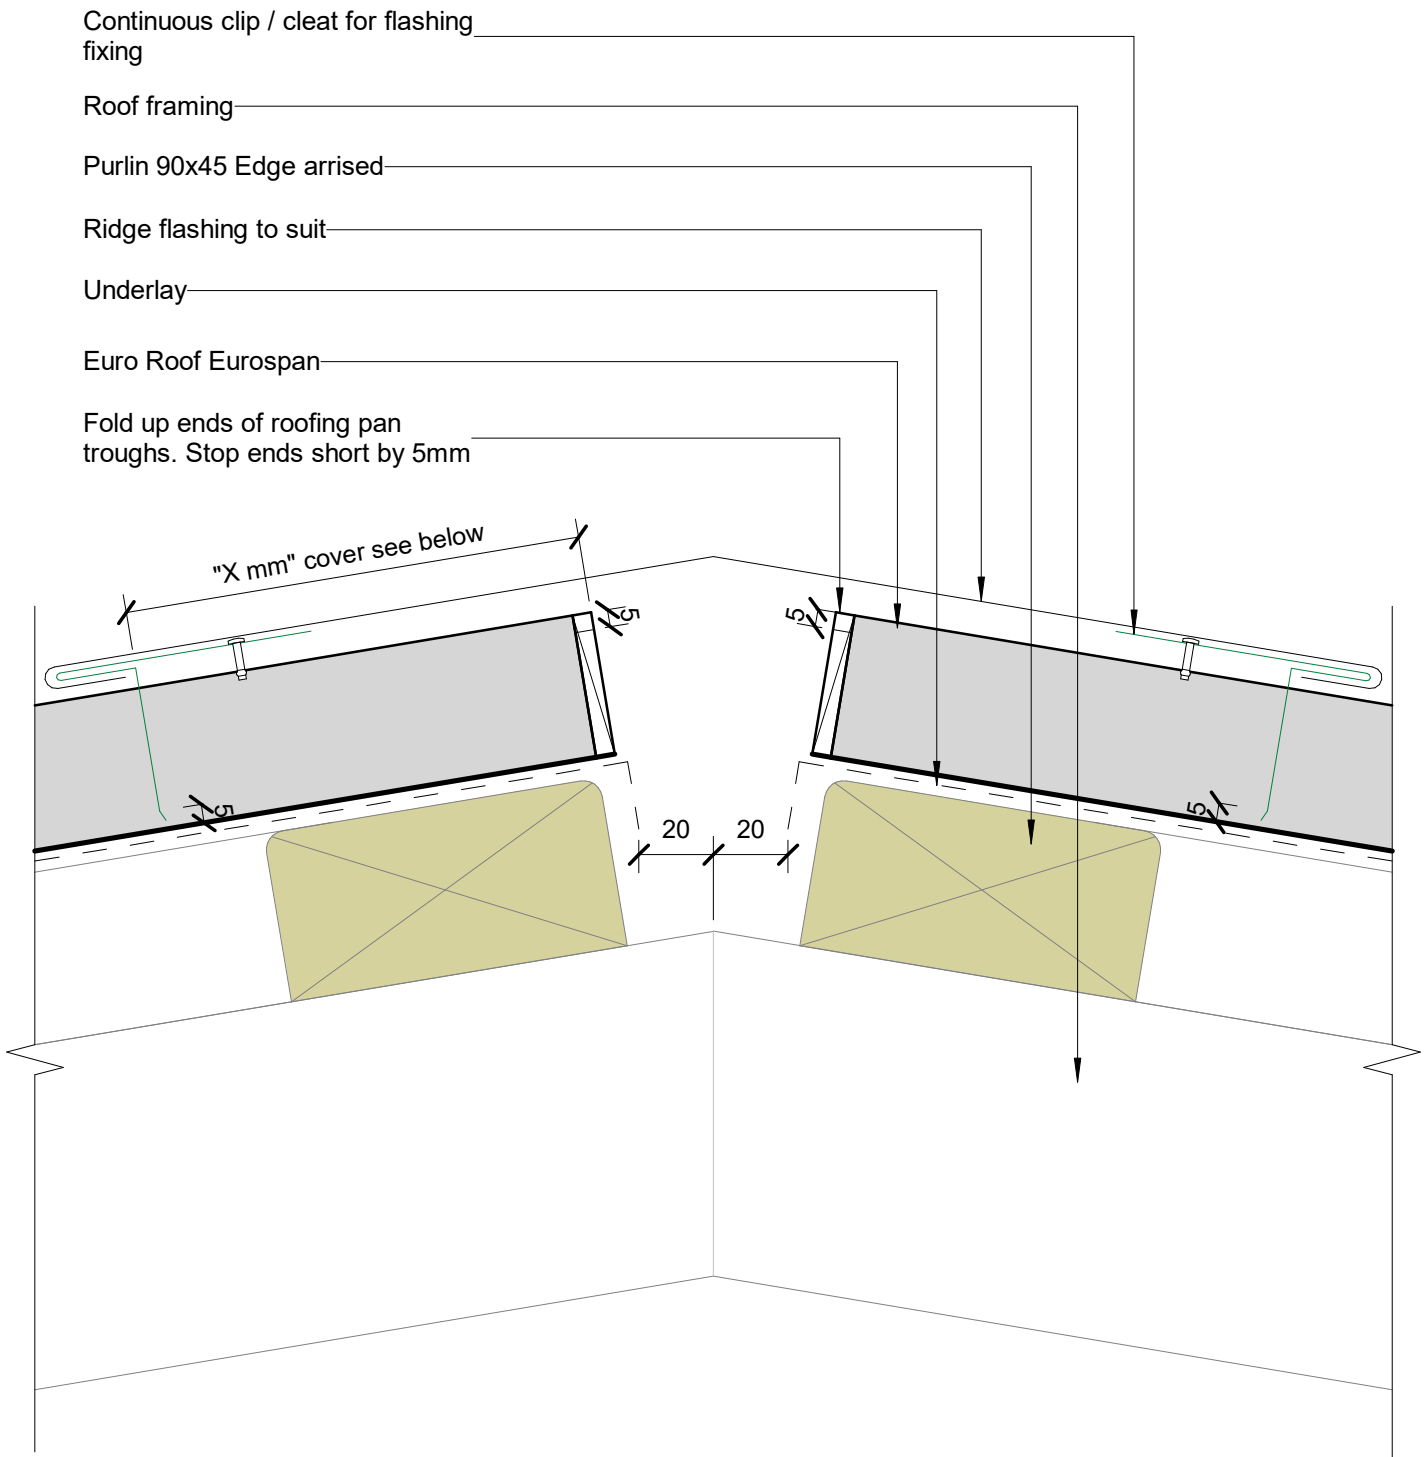 Continuous clip / cleat for flashing
fixing
Roof framing
Purlin 90x45 Edge arrised
Ridge flashing to suit
Underlay
Euro Roof Eurospan
Fold up ends of roofing pan
troughs. Stop ends short by 5mm
"X mm" cover see below
5
5
5
5
20
20